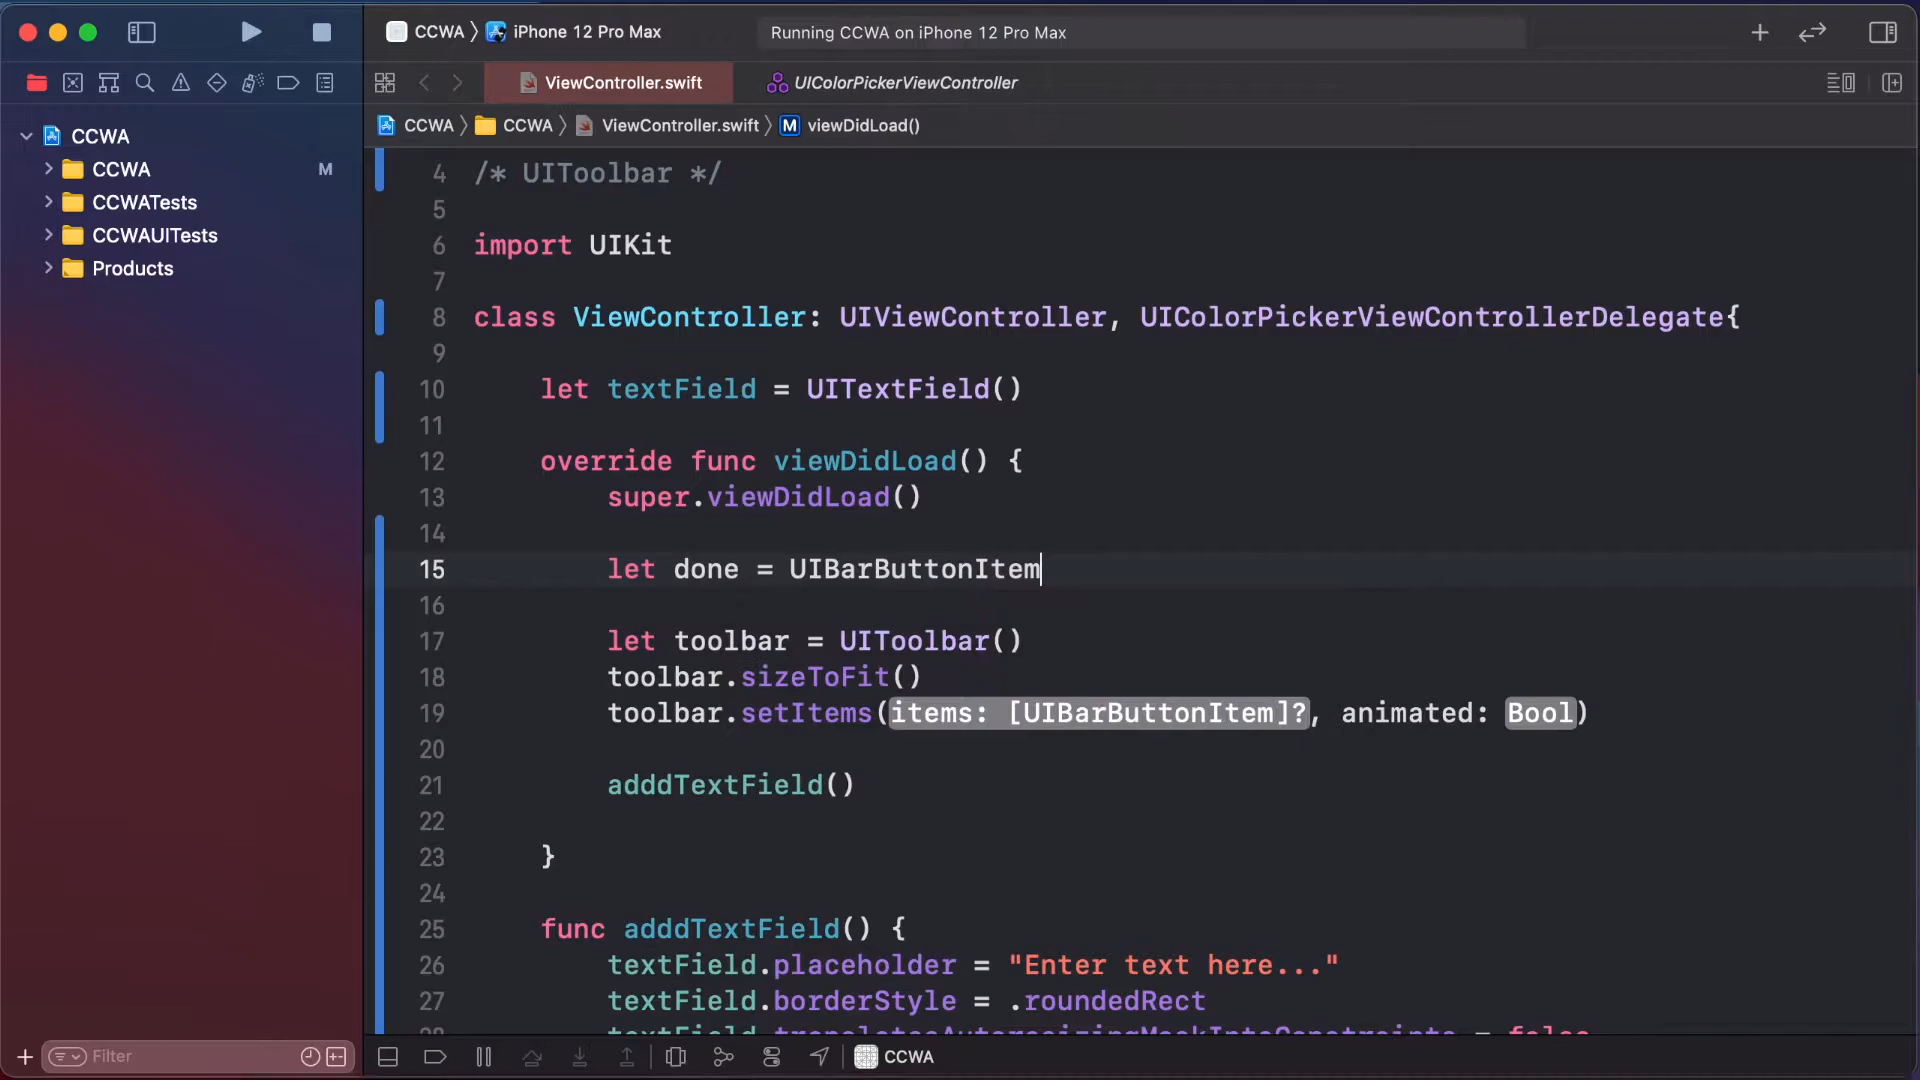 CCWA
iPhone 12 Pro Max
Running CCWA on iPhone 12 Pro Max
ViewController.swift
UIColorPickerViewController
CCWA
CCWA
ViewController.swift
M
viewDidLoad()
CCWA
CCWA
M
CCWATests
CCWAUITests
Products
4 /* UIToolbar */
5
6 import UIKit
7
8 class ViewController: UIViewController, UIColorPickerViewControllerDelegate{
9
10 let textField = UITextField()
11
12 override func viewDidLoad() {
13 super.viewDidLoad()
14
15 let done = UIBarButtonItem
16
17 let toolbar = UIToolbar()
18 toolbar.sizeToFit()
19 toolbar.setItems(items: [UIBarButtonItem]?, animated: Bool)
20
21 adddTextField()
22
23 }
24
25 func adddTextField() {
26 textField.placeholder = "Enter text here..."
27 textField.borderStyle = .roundedRect
28 textField.translatesAutoresizingMaskIntoConstraints = false
Filter
CCWA